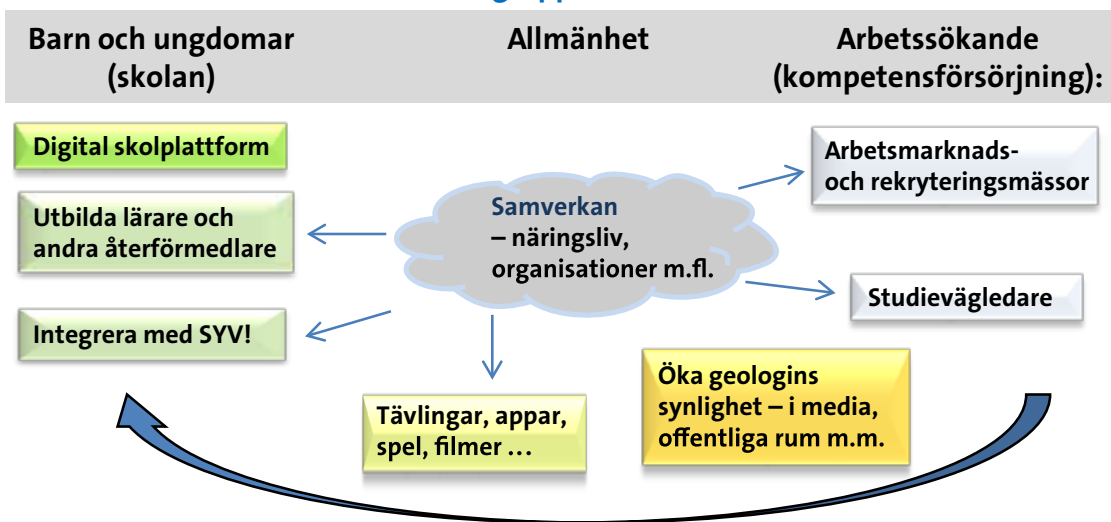 Barn och ungdomar
(skolan)
Allmänhet
Arbetssökande
(kompetensförsörjning):
Digital skolplattform
Utbilda lärare och
andra återförmedlare
Integrera med SYV!
Samverkan
– näringsliv,
organisationer m.fl.
Arbetsmarknads-
och rekryteringsmässor
Studievägledare
Tävlingar, appar,
spel, filmer …
Öka geologins
synlighet – i media,
offentliga rum m.m.